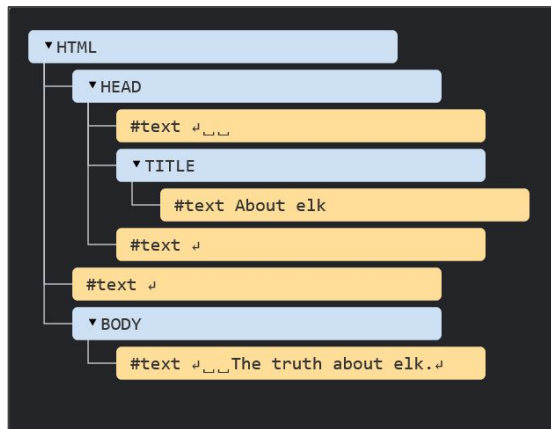 ▾ HTML
▾ HEAD
#text ↵␣␣
▾ TITLE
#text About elk
#text ↵
#text ↵
▾ BODY
#text ↵␣␣The truth about elk.↵